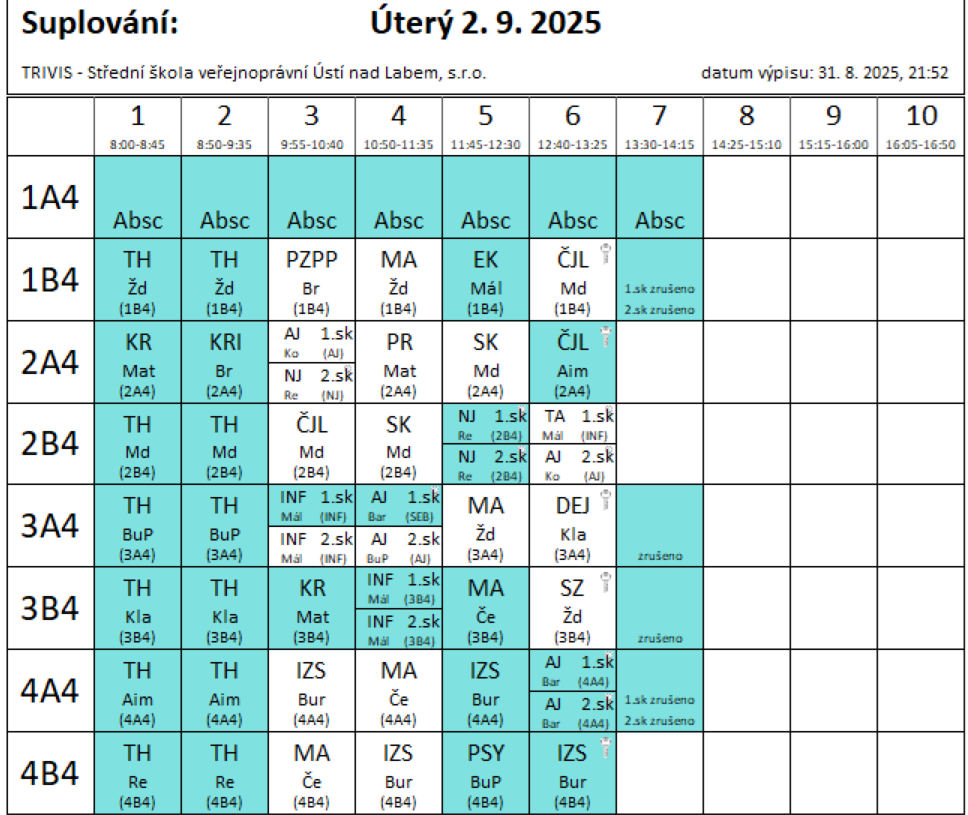 Suplování: Úterý 2. 9. 2025
TRIVIS - Střední škola veřejnoprávní Ústí nad Labem, s.r.o. datum výpisu: 31. 8. 2025, 21:52
1 2 3 4 5 6 7 8 9 10
8:00-8:45 8:50-9:35 9:55-10:40 10:50-11:35 11:45-12:30 12:40-13:25 13:30-14:15 14:25-15:10 15:15-16:00 16:05-16:50
1A4
Absc Absc Absc Absc Absc Absc Absc
1B4
TH TH PZPP MA EK ČJL
Žd Žd Br Žd Mál Md 1.sk zrušeno
(1B4) (1B4) (1B4) (1B4) (1B4) (1B4) 2.sk zrušeno
2A4
KR KRI AJ 1.sk PR SK ČJL
Ko (AJ)
Mat Br NJ 2.sk Mat Md Aim
(2A4) (2A4) Re (NJ) (2A4) (2A4) (2A4)
2B4
TH TH ČJL SK NJ 1.sk TA 1.sk
Re (2B4) Mál (INF)
Md Md Md Md NJ 2.sk AJ 2.sk
(2B4) (2B4) (2B4) (2B4) Re (2B4) Ko (AJ)
3A4
TH TH INF 1.sk AJ 1.sk MA DEJ
Mál (INF) Bar (SEB)
BuP BuP INF 2.sk AJ 2.sk Žd Kla
(3A4) (3A4) Mál (INF) BuP (AJ) (3A4) (3A4) zrušeno
3B4
TH TH KR INF 1.sk MA SZ
Mál (3B4)
Kla Kla Mat INF 2.sk Če Žd
(3B4) (3B4) (3B4) Mál (3B4) (3B4) (3B4) zrušeno
4A4
TH TH IZS MA IZS AJ 1.sk
Bar (4A4)
Aim Aim Bur Če Bur AJ 2.sk 1.sk zrušeno
(4A4) (4A4) (4A4) (4A4) (4A4) Bar (4A4) 2.sk zrušeno
4B4
TH TH MA IZS PSY IZS
Re Re Če Bur BuP Bur
(4B4) (4B4) (4B4) (4B4) (4B4) (4B4)